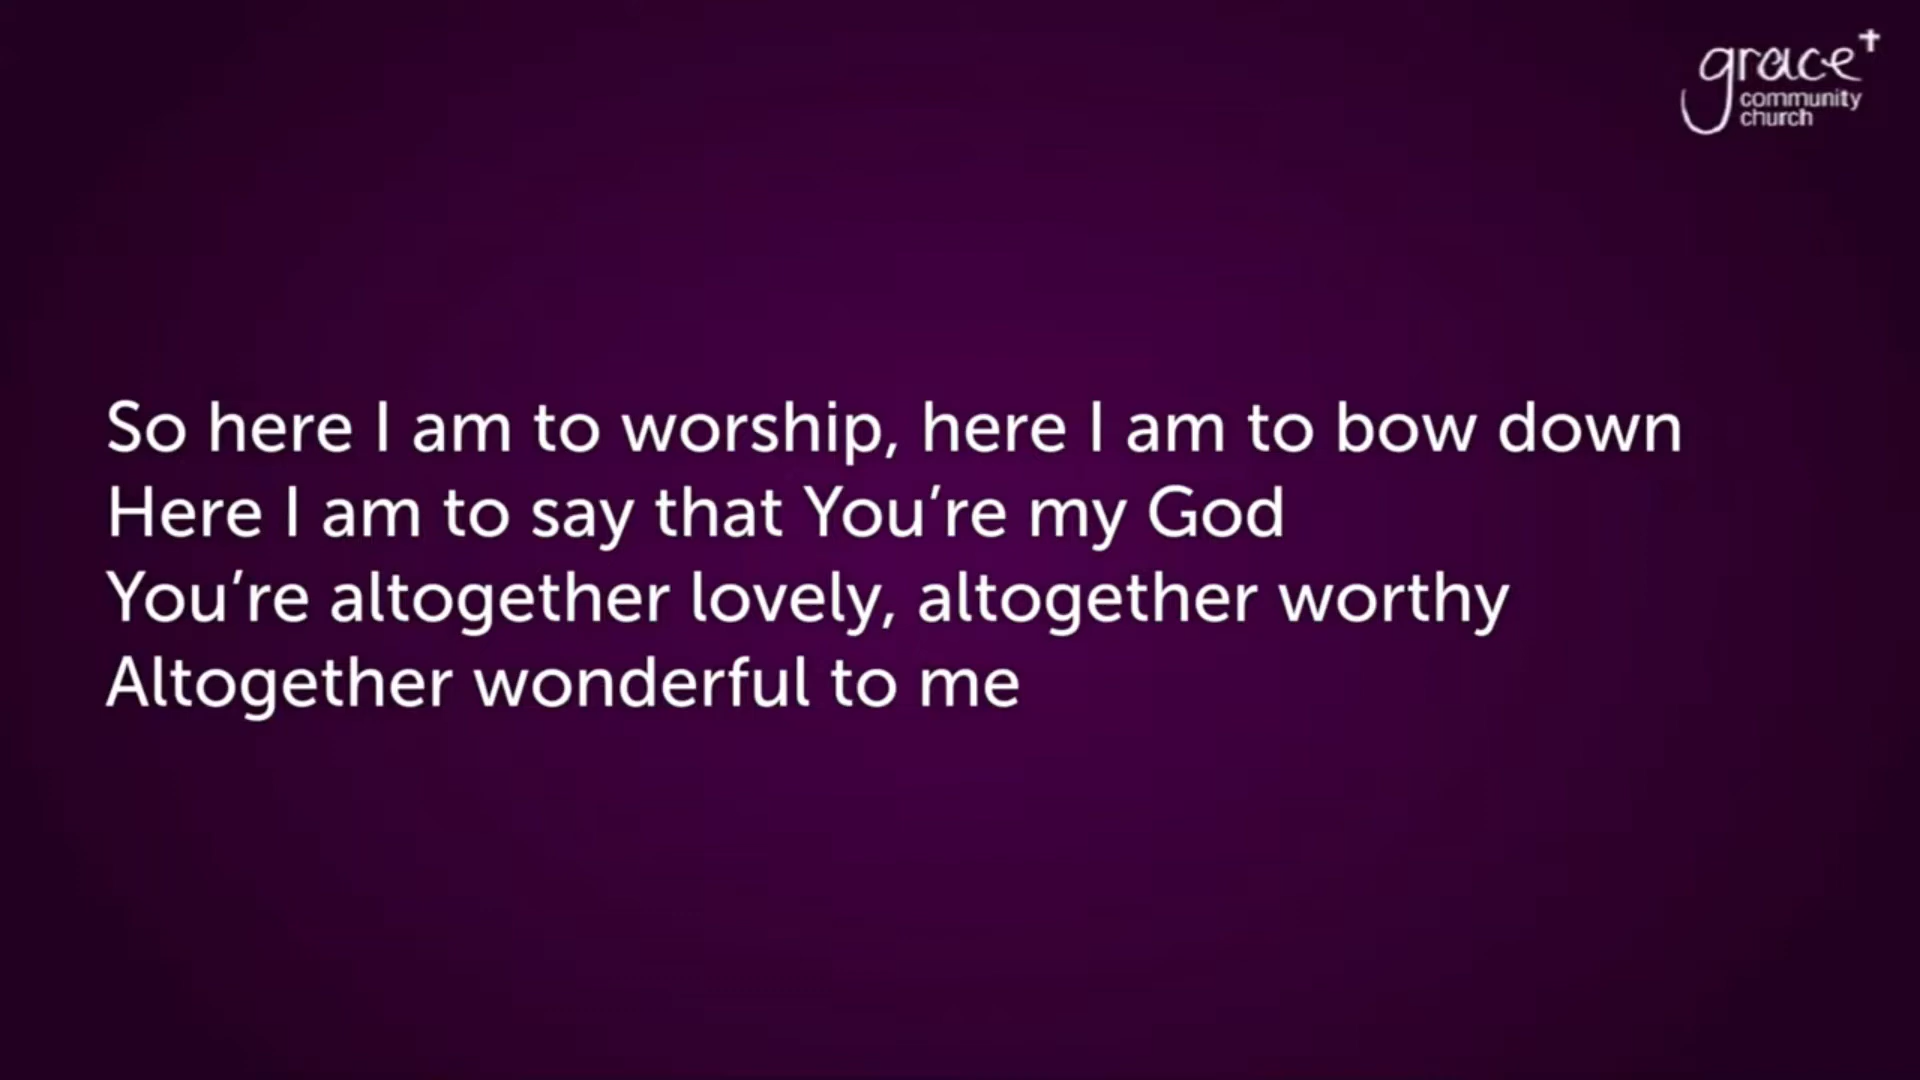 grace
community
church
So here I am to worship, here I am to bow down
Here I am to say that You’re my God
You’re altogether lovely, altogether worthy
Altogether wonderful to me